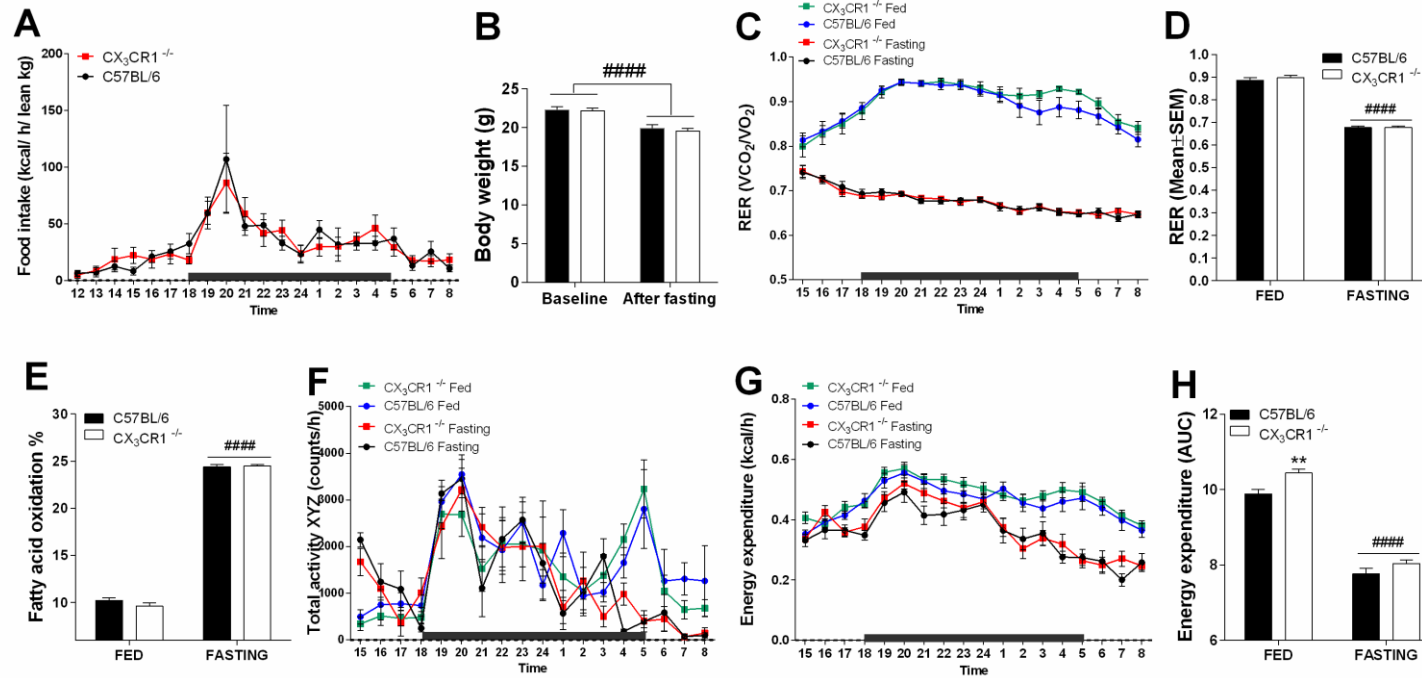 A
CX₃CR1 ⁻/⁻
C57BL/6
Food intake (kcal/ h/ lean kg)
200
150
100
50
0
12 13 14 15 16 17 18 19 20 21 22 23 24 1 2 3 4 5 6 7 8
Time
B
####
Body weight (g)
25
20
15
10
5
0
Baseline After fasting
C
CX₃CR1 ⁻/⁻ Fed
C57BL/6 Fed
CX₃CR1 ⁻/⁻ Fasting
C57BL/6 Fasting
RER (VCO₂/VO₂)
1.0
0.9
0.8
0.7
0.6
0.5
15 16 17 18 19 20 21 22 23 24 1 2 3 4 5 6 7 8
Time
D
C57BL/6
CX₃CR1 ⁻/⁻
RER (Mean±SEM)
1.0
0.9
0.8
0.7
0.6
0.5
0.4
0.3
0.2
0.1
0.0
####
FED FASTING
E
C57BL/6
CX₃CR1 ⁻/⁻
Fatty acid oxidation %
30
25
20
15
10
####
FED FASTING
F
CX₃CR1 ⁻/⁻ Fed
C57BL/6 Fed
CX₃CR1 ⁻/⁻ Fasting
C57BL/6 Fasting
Total activity XYZ (counts/h)
5000
4000
3000
2000
1000
0
15 16 17 18 19 20 21 22 23 24 1 2 3 4 5 6 7 8
Time
G
CX₃CR1 ⁻/⁻ Fed
C57BL/6 Fed
CX₃CR1 ⁻/⁻ Fasting
C57BL/6 Fasting
Energy expenditure (kcal/h)
0.8
0.6
0.4
0.2
0.0
15 16 17 18 19 20 21 22 23 24 1 2 3 4 5 6 7 8
Time
H
C57BL/6
CX₃CR1 ⁻/⁻
Energy expenditure (AUC)
12
10
8
6
**
####
FED FASTING